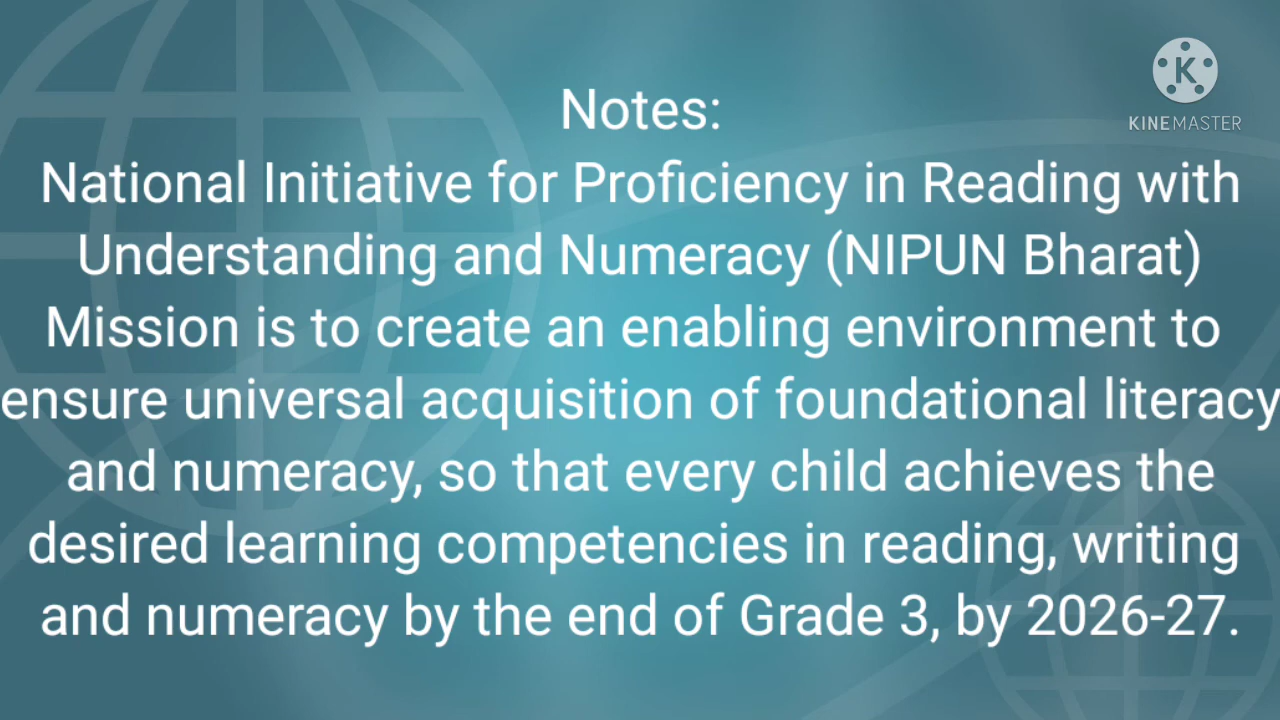 K
KINEMASTER
Notes:
National Initiative for Proficiency in Reading with
Understanding and Numeracy (NIPUN Bharat)
Mission is to create an enabling environment to
ensure universal acquisition of foundational literacy
and numeracy, so that every child achieves the
desired learning competencies in reading, writing
and numeracy by the end of Grade 3, by 2026-27.